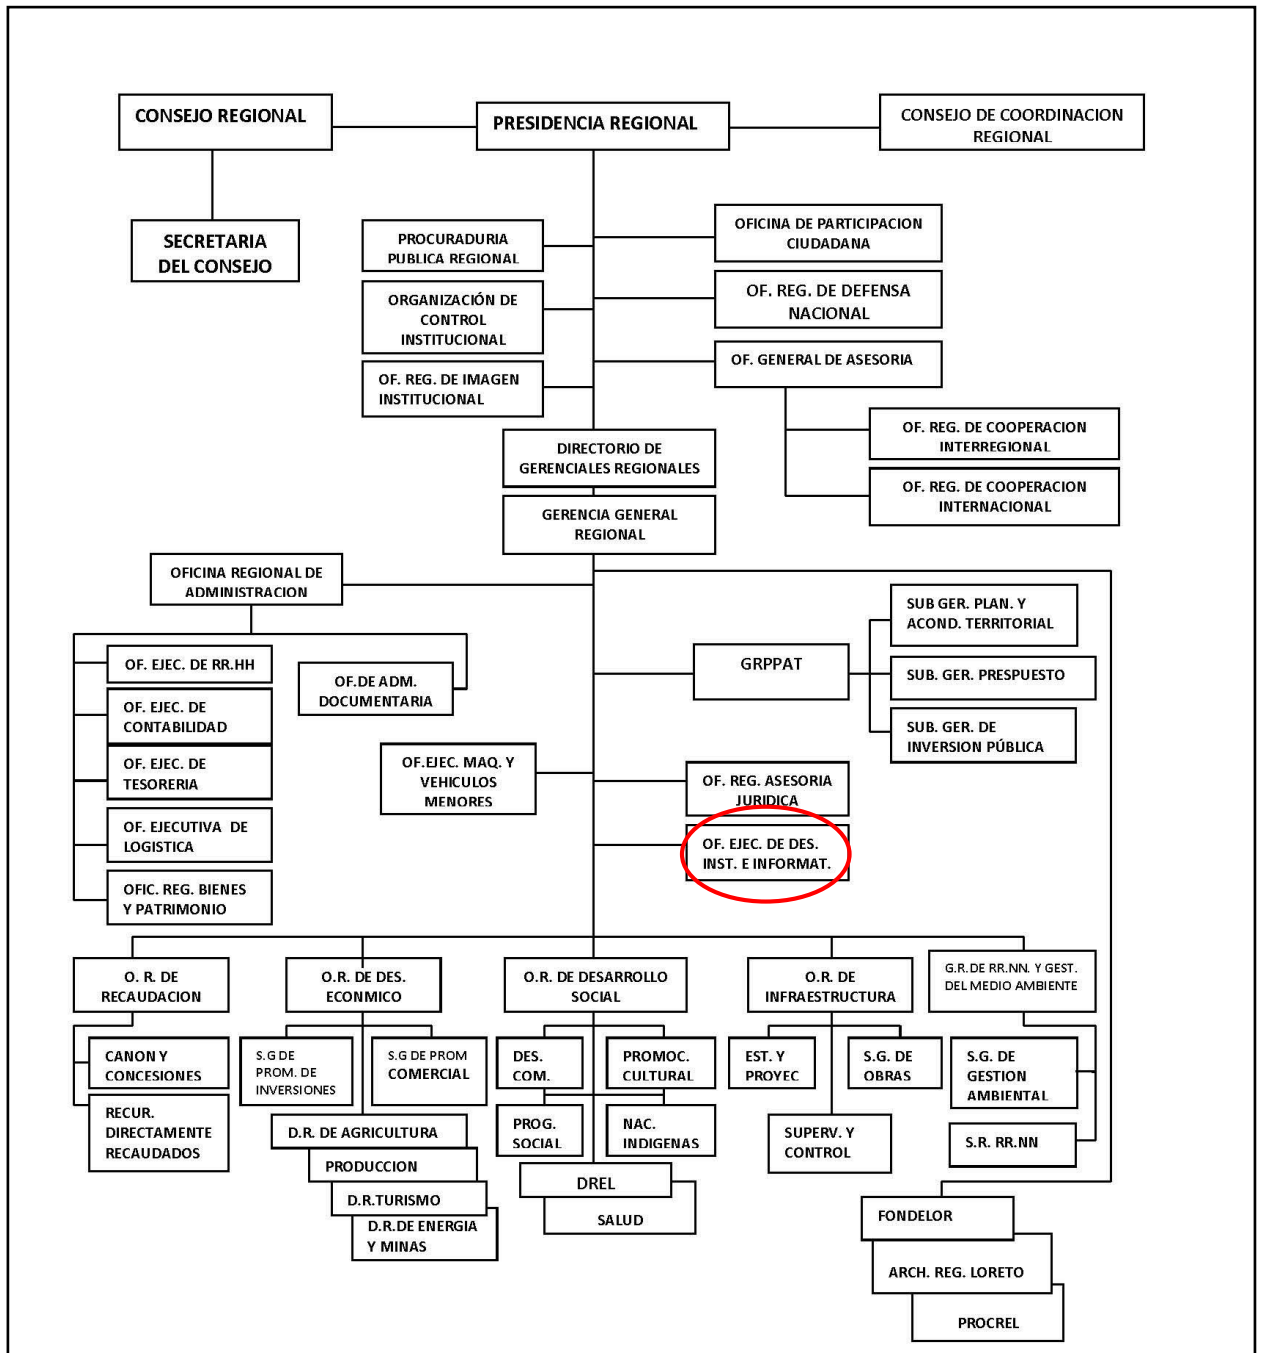 CONSEJO REGIONAL
PRESIDENCIA REGIONAL
CONSEJO DE COORDINACION
REGIONAL
SECRETARIA
DEL CONSEJO
PROCURADURIA
PUBLICA REGIONAL
OFICINA DE PARTICIPACION
CIUDADANA
ORGANIZACIÓN DE
CONTROL
INSTITUCIONAL
OF. REG. DE DEFENSA
NACIONAL
OF. REG. DE IMAGEN
INSTITUCIONAL
OF. GENERAL DE ASESORIA
OF. REG. DE COOPERACION
INTERREGIONAL
OF. REG. DE COOPERACION
INTERNACIONAL
DIRECTORIO DE
GERENCIALES REGIONALES
GERENCIA GENERAL
REGIONAL
OFICINA REGIONAL DE
ADMINISTRACION
OF. EJEC. DE RR.HH
OF. EJEC. DE
CONTABILIDAD
OF. EJEC. DE
TESORERIA
OF. EJECUTIVA  DE
LOGISTICA
OFIC. REG. BIENES
Y PATRIMONIO
OF.DE ADM.
DOCUMENTARIA
GRPPAT
SUB GER. PLAN. Y
ACOND. TERRITORIAL
SUB. GER. PRESPUESTO
SUB. GER. DE
INVERSION PÚBLICA
OF.EJEC. MAQ. Y
VEHICULOS
MENORES
OF. REG. ASESORIA
JURIDICA
OF. EJEC. DE DES.
INST. E INFORMAT.
O. R. DE
RECAUDACION
CANON Y
CONCESIONES
RECUR.
DIRECTAMENTE
RECAUDADOS
O.R. DE DES.
ECONMICO
S.G DE
PROM. DE
INVERSIONES
S.G DE PROM
COMERCIAL
D.R. DE AGRICULTURA
PRODUCCION
D.R.TURISMO
D.R.DE ENERGIA
Y MINAS
O.R. DE DESARROLLO
SOCIAL
DES.
COM.
PROMOC.
CULTURAL
PROG.
SOCIAL
NAC.
INDIGENAS
DREL
SALUD
O.R. DE
INFRAESTRUCTURA
EST. Y
PROYEC
S.G. DE
OBRAS
SUPERV. Y
CONTROL
G.R.DE RR.NN. Y GEST.
DEL MEDIO AMBIENTE
S.G. DE
GESTION
AMBIENTAL
S.R. RR.NN
FONDELOR
ARCH. REG. LORETO
PROCREL